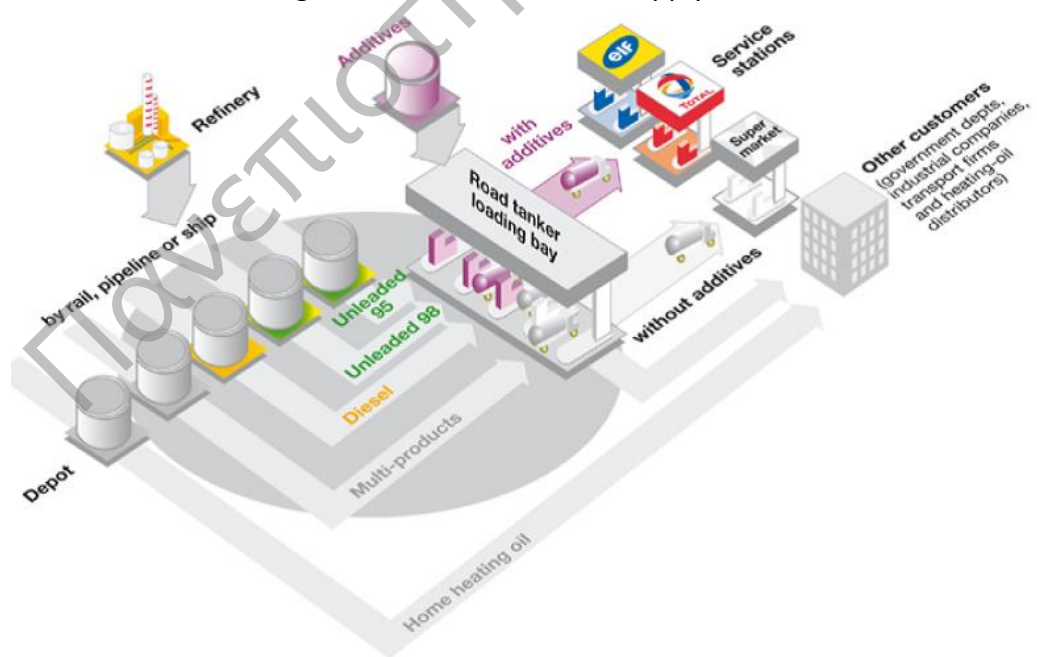 Additives
Refinery
elf
TOTAL
Service
stations
Super
market
Other customers
(government depts,
industrial companies,
transport firms
and heating-oil
distributors)
with
additives
Road tanker
loading bay
by rail, pipeline or ship
Unleaded
95
Unleaded 98
Diesel
Multi-products
Home heating oil
without additives
Depot